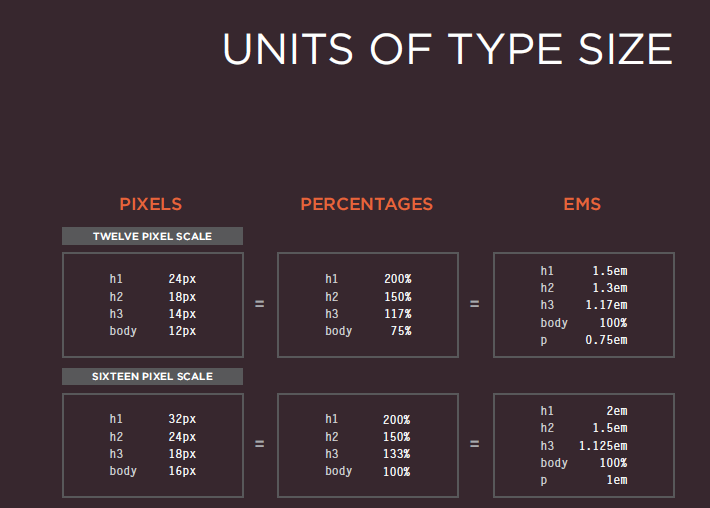 UNITS OF TYPE SIZE
PIXELS PERCENTAGES EMS
TWELVE PIXEL SCALE
h1 24px
h2 18px
h3 14px
body 12px
=
h1 200%
h2 150%
h3 117%
body 75%
=
h1 1.5em
h2 1.3em
h3 1.17em
body 100%
p 0.75em
SIXTEEN PIXEL SCALE
h1 32px
h2 24px
h3 18px
body 16px
=
h1 200%
h2 150%
h3 133%
body 100%
=
h1 2em
h2 1.5em
h3 1.125em
body 100%
p 1em